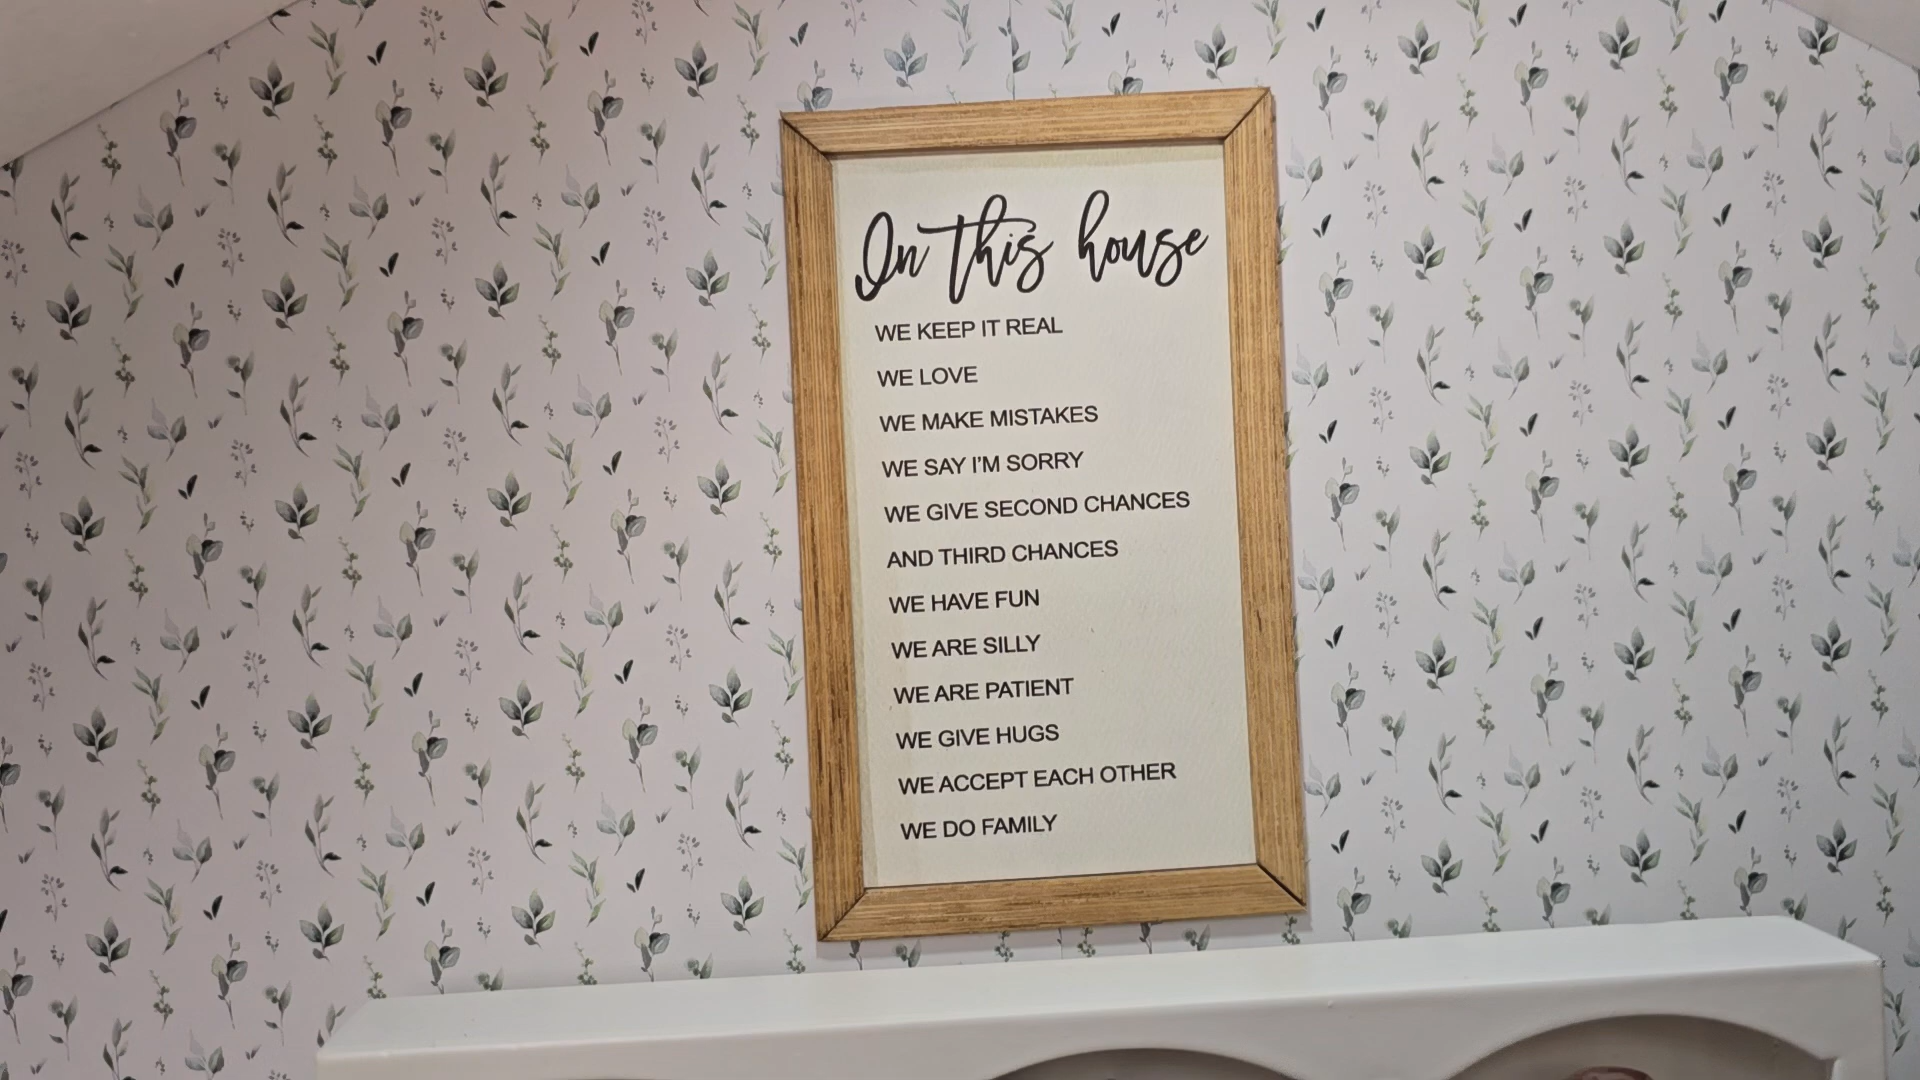 In this house
WE KEEP IT REAL
WE LOVE
WE MAKE MISTAKES
WE SAY I'M SORRY
WE GIVE SECOND CHANCES
AND THIRD CHANCES
WE HAVE FUN
WE ARE SILLY
WE ARE PATIENT
WE GIVE HUGS
WE ACCEPT EACH OTHER
WE DO FAMILY